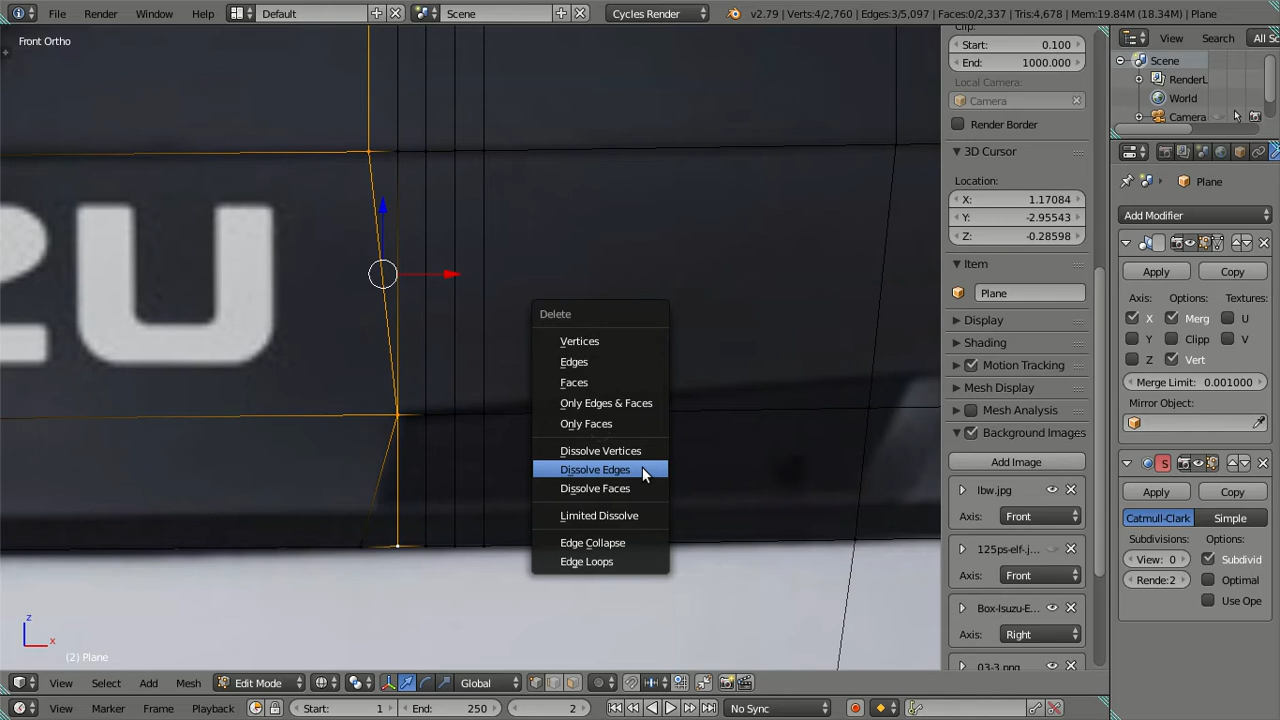 File Render Window Help Default Scene Cycles Render v2.79 | Verts:4/2,760 | Edges:3/5,097 | Faces:0/2,337 | Tris:4,678 | Mem:19.84M (18.34M) | Plane
Front Ortho
2U
(2) Plane
Delete
Vertices
Edges
Faces
Only Edges & Faces
Only Faces
Dissolve Vertices
Dissolve Edges
Dissolve Faces
Limited Dissolve
Edge Collapse
Edge Loops
z
x
Clip:
Start: 0.100
End: 1000.000
Local Camera:
Camera
Render Border
3D Cursor
Location:
X: 1.17084
Y: -2.95543
Z: -0.28598
Item
Plane
Display
Shading
Motion Tracking
Mesh Display
Mesh Analysis
Background Images
Add Image
lbw.jpg
Axis: Front
125ps-elf-.j...
Axis: Front
Box-Isuzu-E...
Axis: Right
03-3.png
View Search All Sc
Scene
RenderL
World
Camera
Plane
Add Modifier
Apply Copy
Axis: Options: Textures:
X Merg U
Y Clipp V
Z Vert
Merge Limit: 0.001000
Mirror Object:
S
Apply Copy
Catmull-Clark Simple
Subdivisions: Options:
View: 0 Subdivid
Rende:2 Optimal
Use Ope
View Select Add Mesh Edit Mode Global
View Marker Frame Playback Start: 1 End: 250 2 No Sync